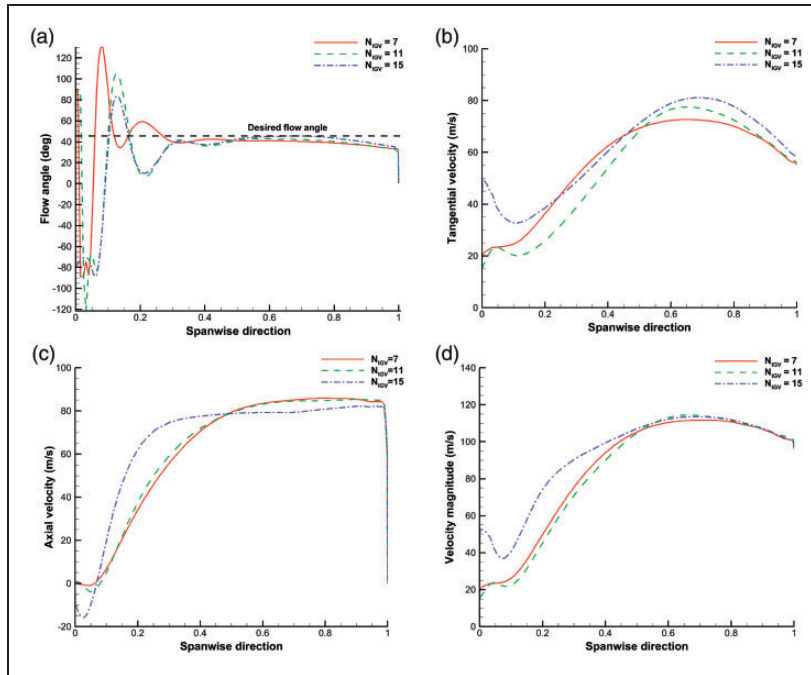 (a)
N_IGV = 7
N_IGV = 11
N_IGV = 15
Desired flow angle
Flow angle (deg)
120
100
80
60
40
20
0
-20
-40
-60
-80
-100
-120
0
0.2
0.4
0.6
0.8
1
Spanwise direction
(b)
N_IGV = 7
N_IGV = 11
N_IGV = 15
Tangential velocity (m/s)
100
80
60
40
20
0
0
0.2
0.4
0.6
0.8
1
Spanwise direction
(c)
N_IGV=7
N_IGV=11
N_IGV=15
Axial velocity (m/s)
100
80
60
40
20
0
-20
0
0.2
0.4
0.6
0.8
1
Spanwise direction
(d)
N_IGV = 7
N_IGV = 11
N_IGV = 15
Velocity magnitude (m/s)
140
120
100
80
60
40
20
0
0
0.2
0.4
0.6
0.8
1
Spanwise direction